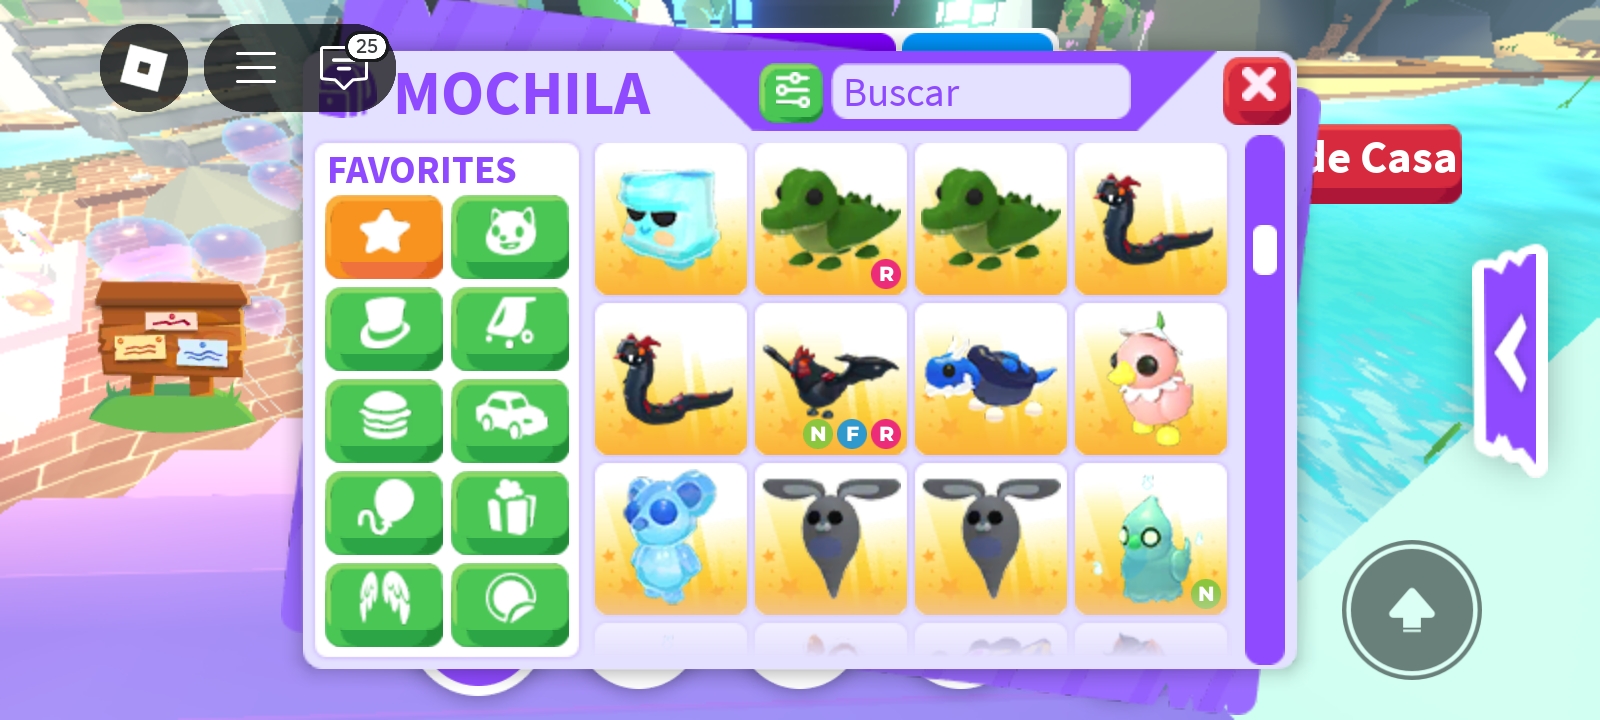 25
MOCHILA
Buscar
FAVORITES
de Casa
R
N F R
N